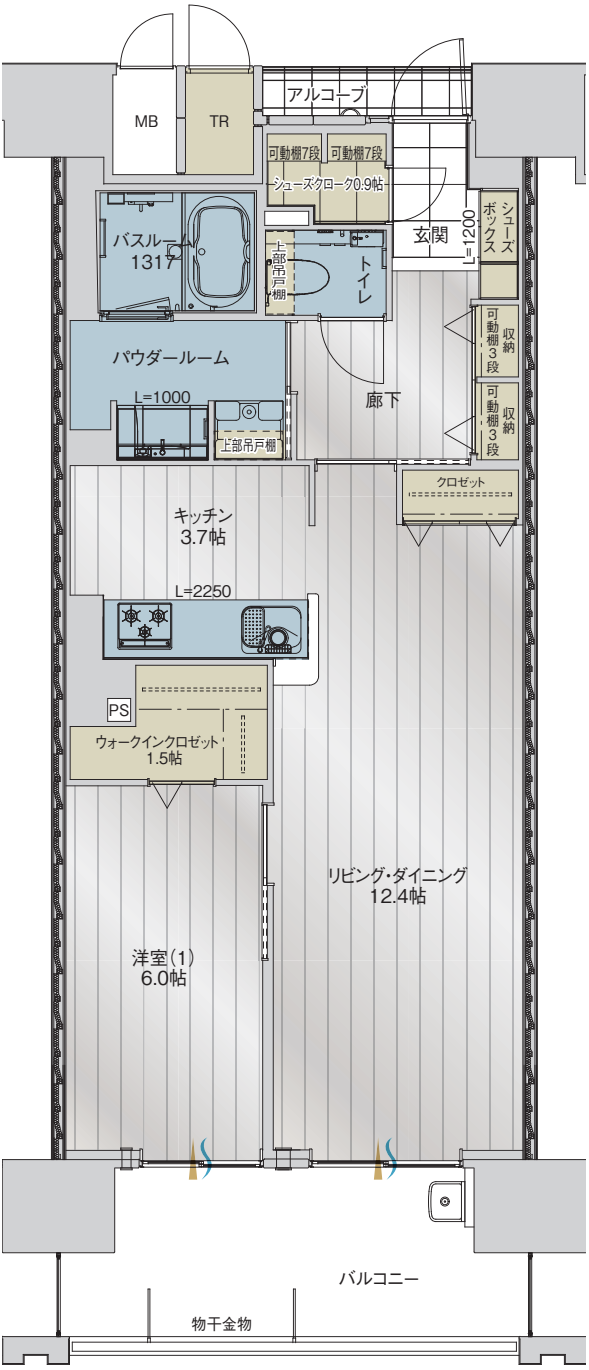 アルコーブ
MB
TR
可動棚7段
可動棚7段
シューズクローク0.9帖
バスルーム
1317
上部吊戸棚
トイレ
玄関
L=1200
シューズ
ボックス
収納
可動棚3段
パウダールーム
L=1000
廊下
収納
可動棚3段
上部吊戸棚
クロゼット
キッチン
3.7帖
L=2250
PS
ウォークインクロゼット
1.5帖
リビング・ダイニング
12.4帖
洋室(1)
6.0帖
バルコニー
物干金物